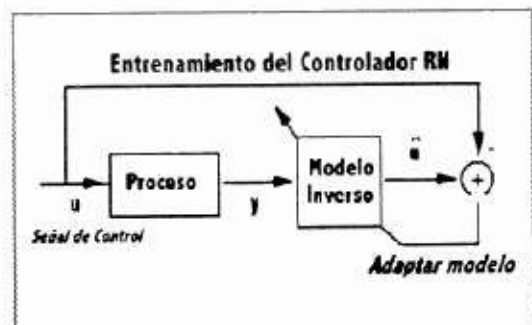 Entrenamiento del Controlador RN
Proceso
Modelo
Inverso
u
y
û
+
-
Señal de Control
Adaptar modelo